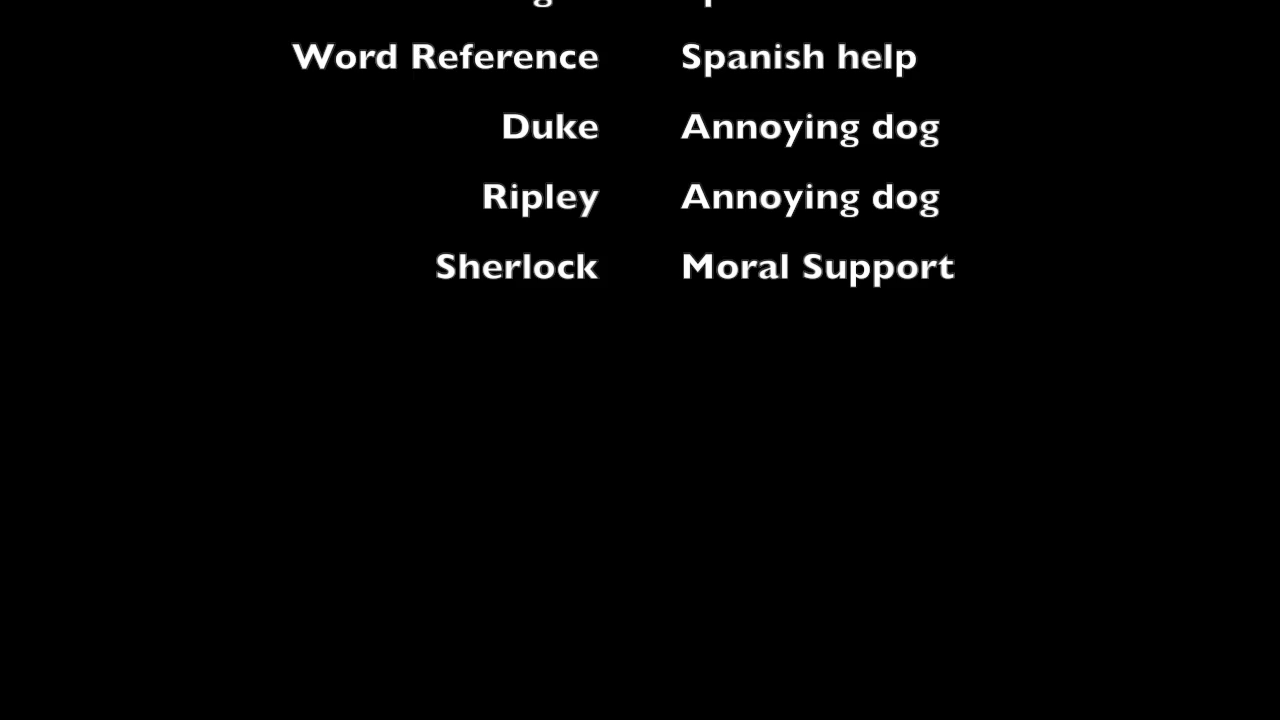 Word Reference Spanish help
Duke Annoying dog
Ripley Annoying dog
Sherlock Moral Support